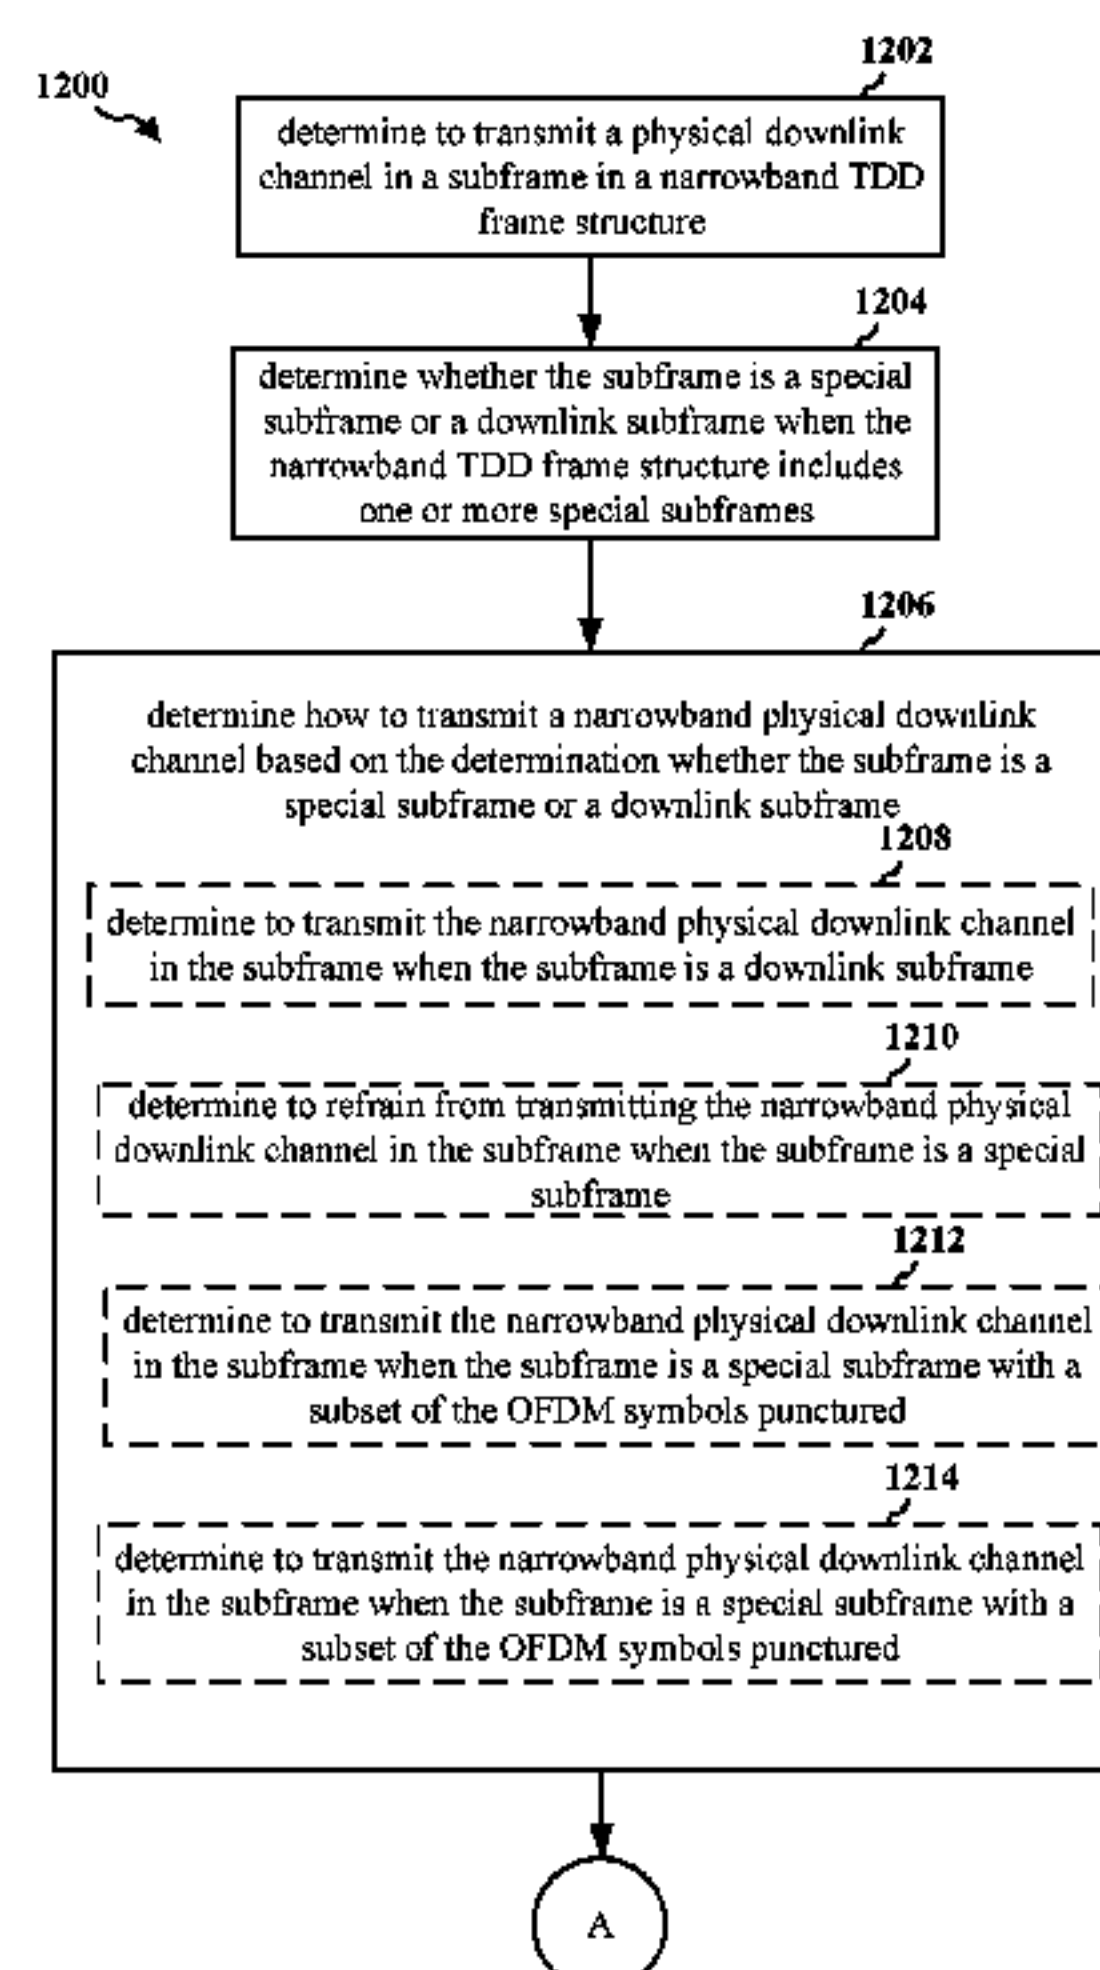 1202
1200
determine to transmit a physical downlink
channel in a subframe in a narrowband TDD
frame structure
1204
determine whether the subframe is a special
subframe or a downlink subframe when the
narrowband TDD frame structure includes
one or more special subframes
1206
determine how to transmit a narrowband physical downlink
channel based on the determination whether the subframe is a
special subframe or a downlink subframe
1208
determine to transmit the narrowband physical downlink channel
in the subframe when the subframe is a downlink subframe
1210
determine to refrain from transmitting the narrowband physical
downlink channel in the subframe when the subframe is a special
subframe
1212
determine to transmit the narrowband physical downlink channel
in the subframe when the subframe is a special subframe with a
subset of the OFDM symbols punctured
1214
determine to transmit the narrowband physical downlink channel
in the subframe when the subframe is a special subframe with a
subset of the OFDM symbols punctured
A